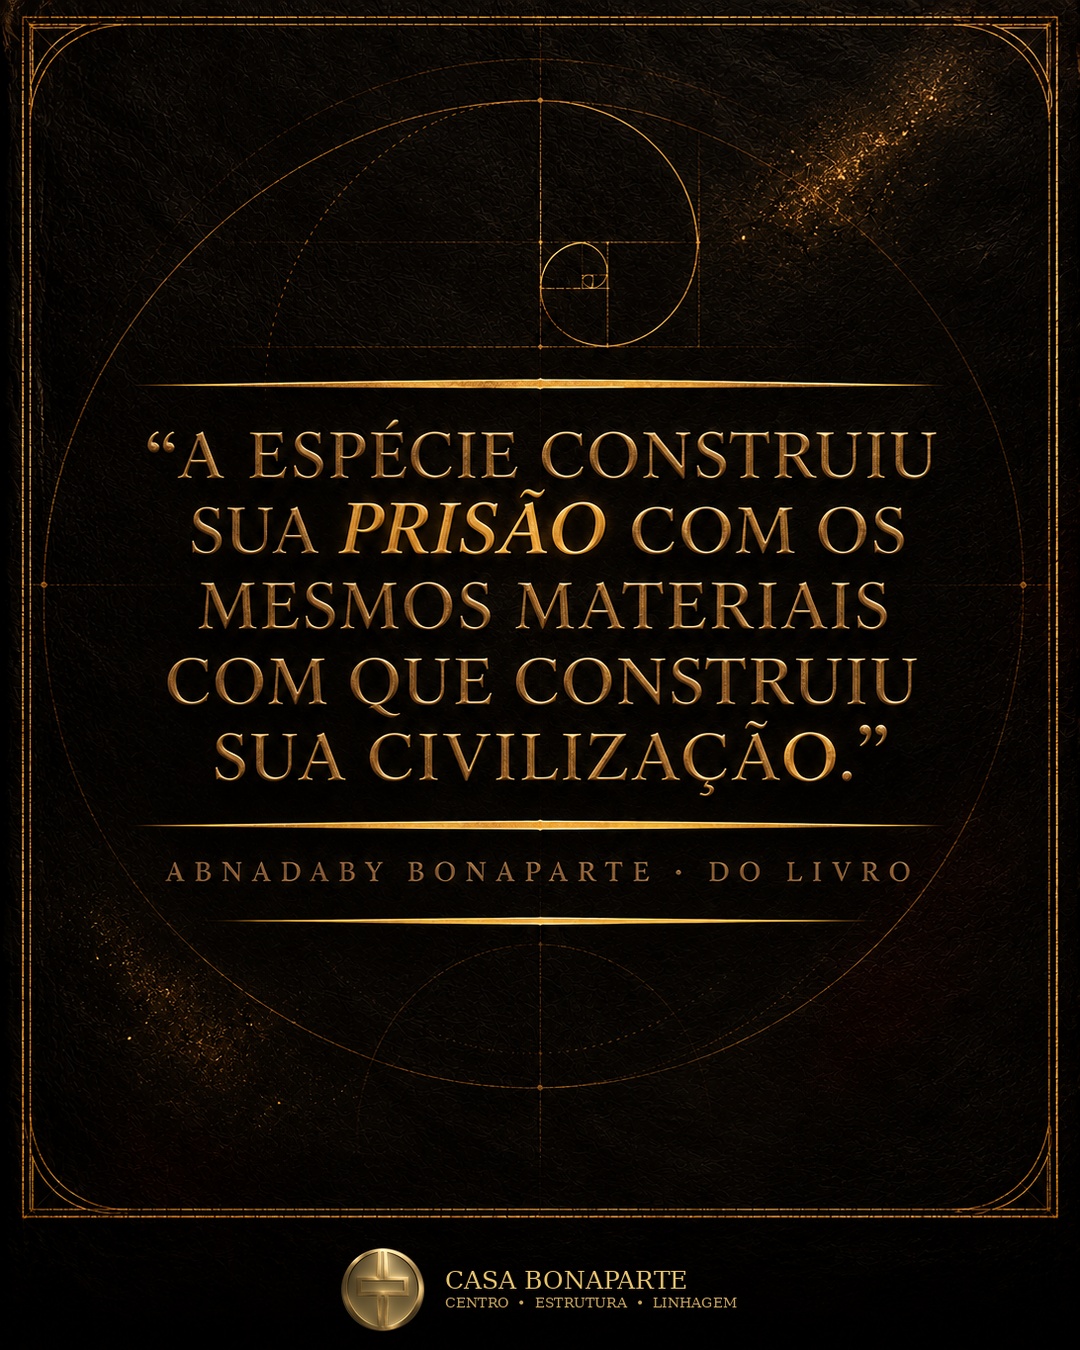 “A ESPÉCIE CONSTRUIU
SUA PRISÃO COM OS
MESMOS MATERIAIS
COM QUE CONSTRUIU
SUA CIVILIZAÇÃO.”
ABNADABY BONAPARTE · DO LIVRO
CASA BONAPARTE
CENTRO • ESTRUTURA • LINHAGEM